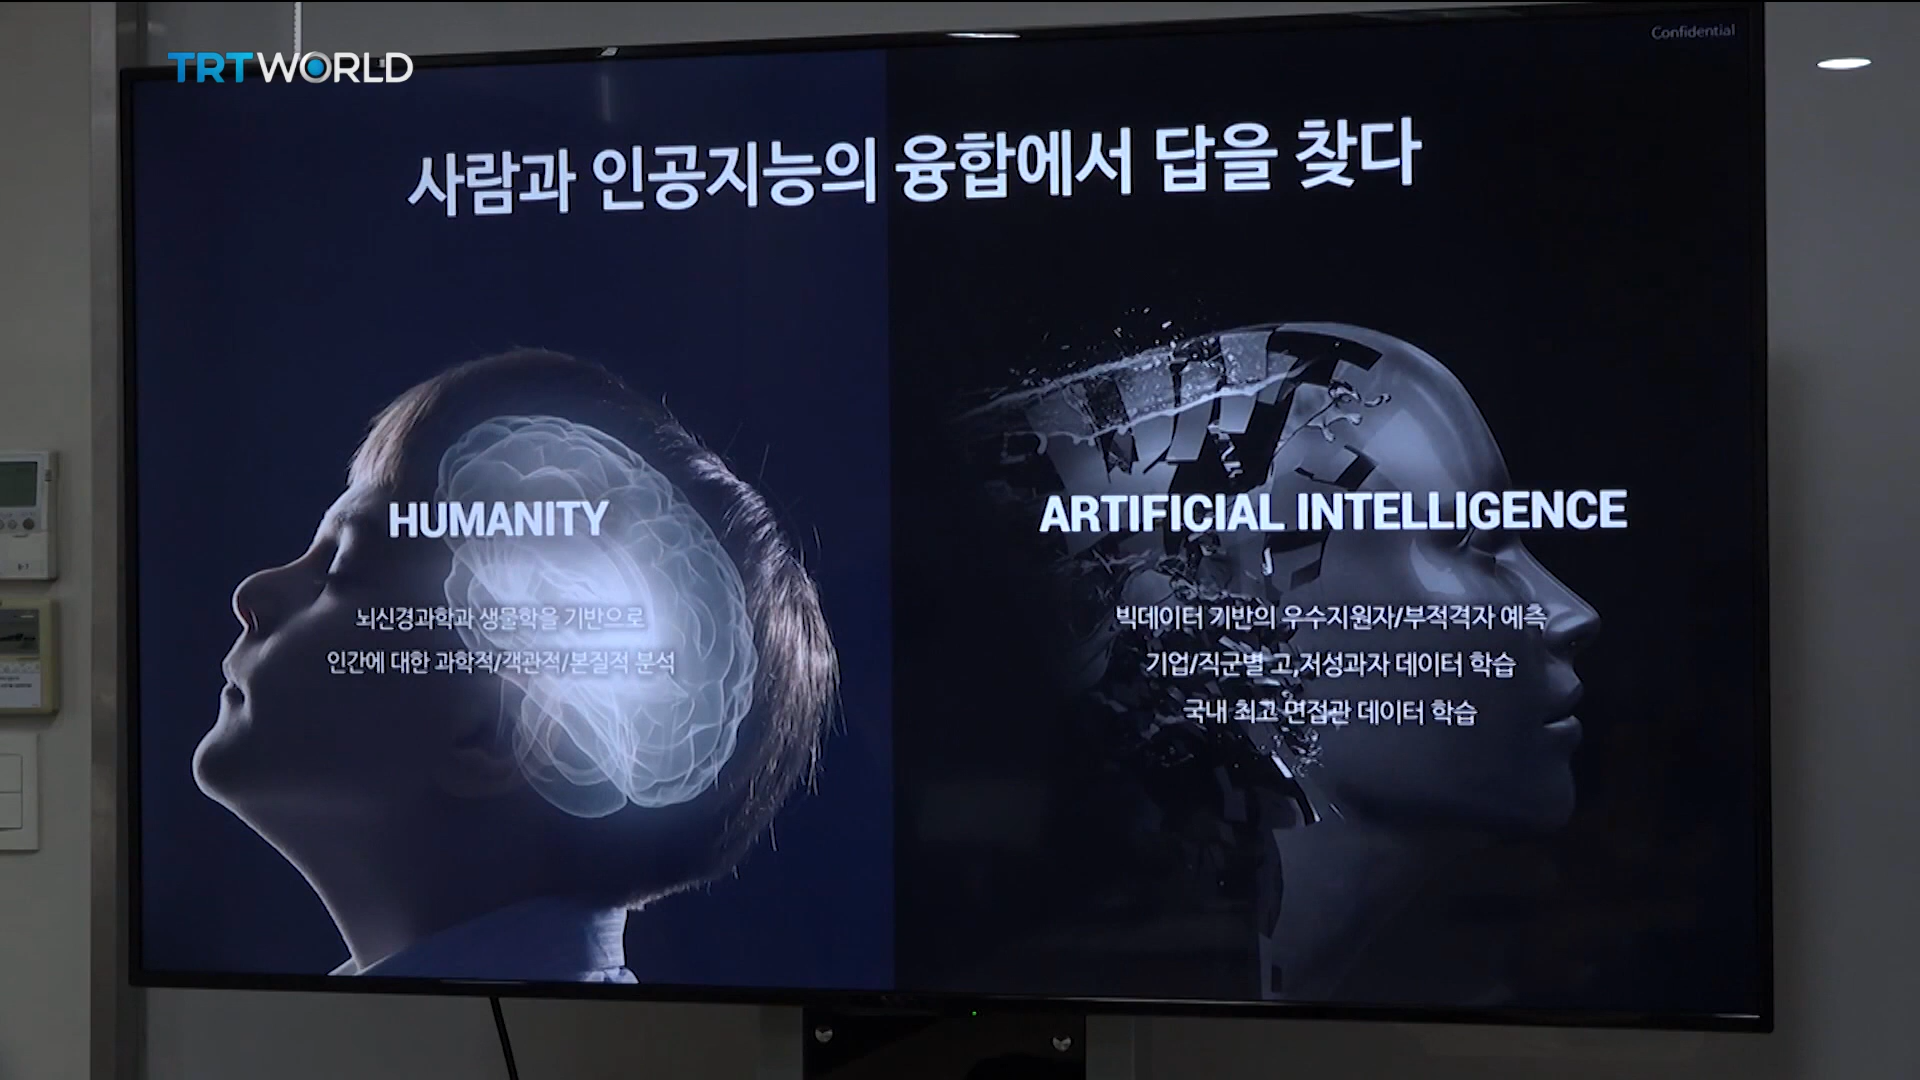 TRT WORLD
Confidential
사람과 인공지능의 융합에서 답을 찾다
HUMANITY
뇌신경과학과 생물학을 기반으로
인간에 대한 과학적/객관적/본질적 분석
ARTIFICIAL INTELLIGENCE
빅데이터 기반의 우수지원자/부적격자 예측
기업/직군별 고,저성과자 데이터 학습
국내 최고 면접관 데이터 학습